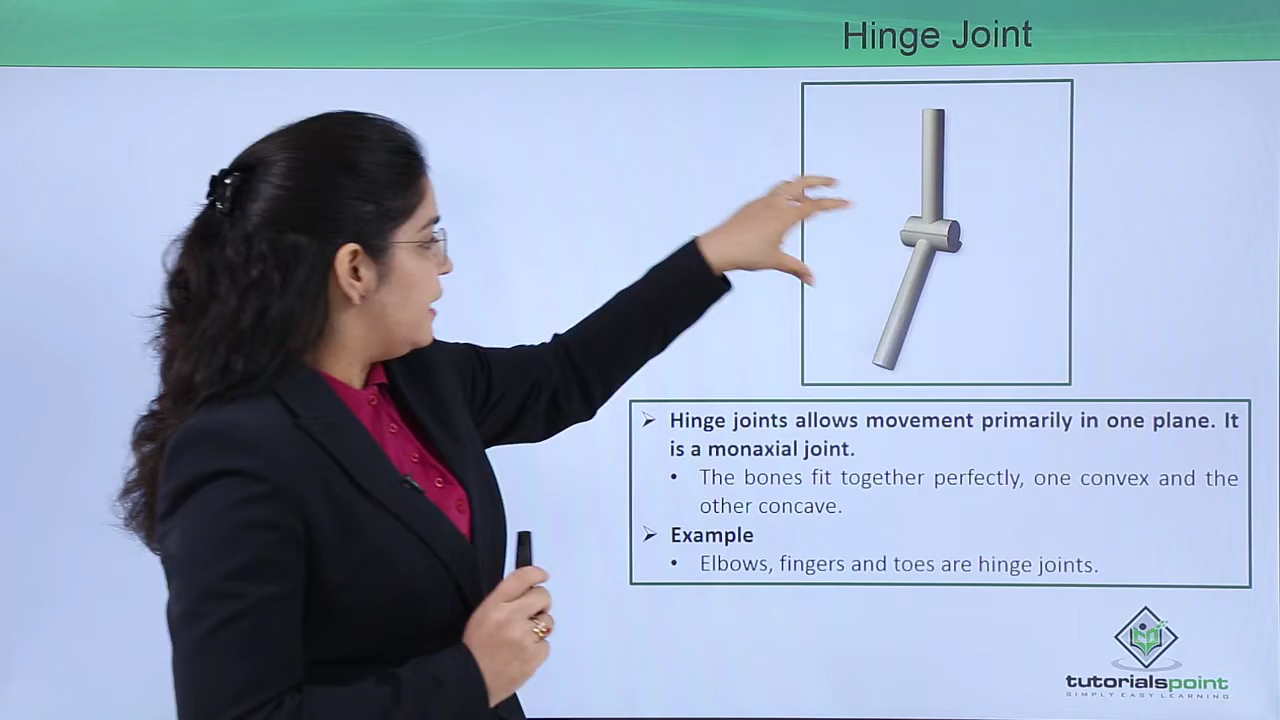 Hinge Joint
➢ Hinge joints allows movement primarily in one plane. It
is a monaxial joint.
• The bones fit together perfectly, one convex and the
other concave.
➢ Example
• Elbows, fingers and toes are hinge joints.
tutorialspoint
SIMPLY EASY LEARNING